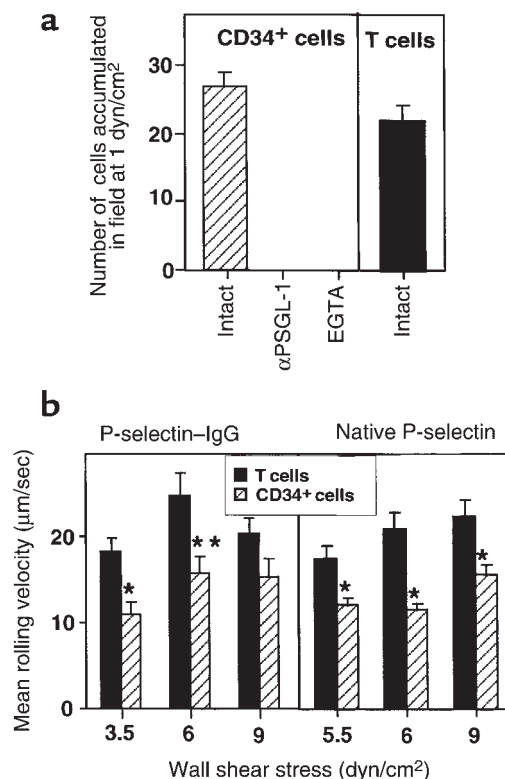 a
CD34+ cells
T cells
Number of cells accumulated
in field at 1 dyn/cm2
30
20
10
0
Intact
αPSGL-1
EGTA
Intact
b
P-selectin–IgG
Native P-selectin
T cells
CD34+ cells
Mean rolling velocity (μm/sec)
20
10
0
*
**
*
*
*
3.5
6
9
5.5
6
9
Wall shear stress (dyn/cm2)